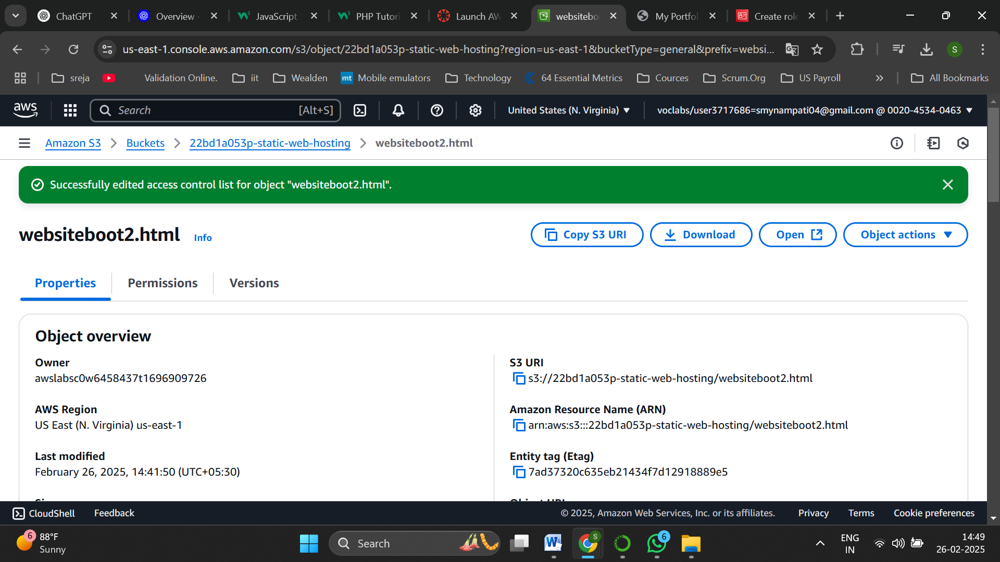 ChatGPT
Overview -
JavaScript
PHP Tutori
Launch AW
websitebo
My Portfol
Create role
us-east-1.console.aws.amazon.com/s3/object/22bd1a053p-static-web-hosting?region=us-east-1&bucketType=general&prefix=websi...
S
sreja
Validation Online.
iit
Wealden
mt Mobile emulators
Technology
64 Essential Metrics
Cources
Scrum.Org
US Payroll
»
All Bookmarks
aws
Search [Alt+S]
United States (N. Virginia)
voclabs/user3717686=smynampati04@gmail.com @ 0020-4534-0463
Amazon S3 > Buckets > 22bd1a053p-static-web-hosting > websiteboot2.html
Successfully edited access control list for object "websiteboot2.html".
websiteboot2.html Info
Copy S3 URI
Download
Open
Object actions
Properties
Permissions
Versions
Object overview
Owner
awslabsc0w6458437t1696909726
AWS Region
US East (N. Virginia) us-east-1
Last modified
February 26, 2025, 14:41:50 (UTC+05:30)
S3 URI
s3://22bd1a053p-static-web-hosting/websiteboot2.html
Amazon Resource Name (ARN)
arn:aws:s3:::22bd1a053p-static-web-hosting/websiteboot2.html
Entity tag (Etag)
7ad37320c635eb21434f7d12918889e5
CloudShell
Feedback
© 2025, Amazon Web Services, Inc. or its affiliates.
Privacy
Terms
Cookie preferences
6
88°F
Sunny
Search
S
6
ENG
IN
14:49
26-02-2025